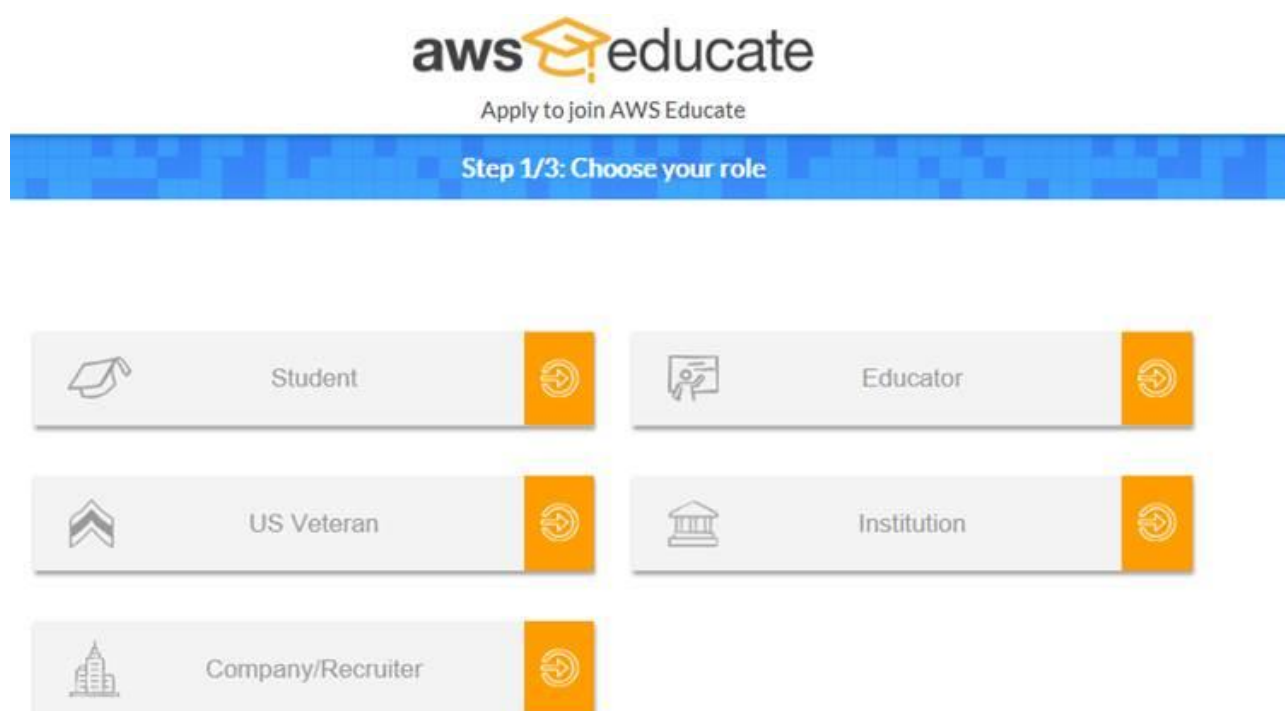 aws educate
Apply to join AWS Educate
Step 1/3: Choose your role
Student
Educator
US Veteran
Institution
Company/Recruiter